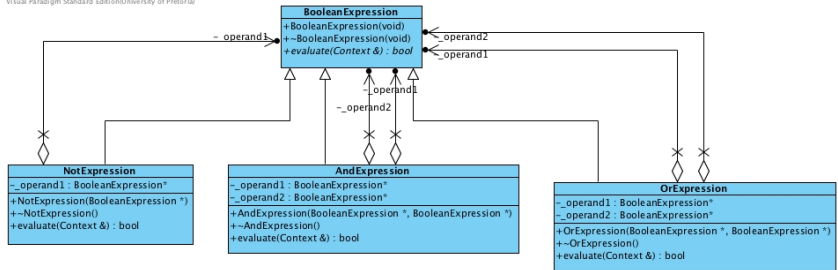 Visual Paradigm Standard Edition(University of Pretoria)
BooleanExpression
+BooleanExpression(void)
+~BooleanExpression(void)
+evaluate(Context &) : bool
-_operand1
-_operand2
-_operand1
-_operand1
-_operand2
NotExpression
-_operand1 : BooleanExpression*
+NotExpression(BooleanExpression *)
+~NotExpression()
+evaluate(Context &) : bool
AndExpression
-_operand1 : BooleanExpression*
-_operand2 : BooleanExpression*
+AndExpression(BooleanExpression *, BooleanExpression *)
+~AndExpression()
+evaluate(Context &) : bool
OrExpression
-_operand1 : BooleanExpression*
-_operand2 : BooleanExpression*
+OrExpression(BooleanExpression *, BooleanExpression *)
+~OrExpression()
+evaluate(Context &) : bool